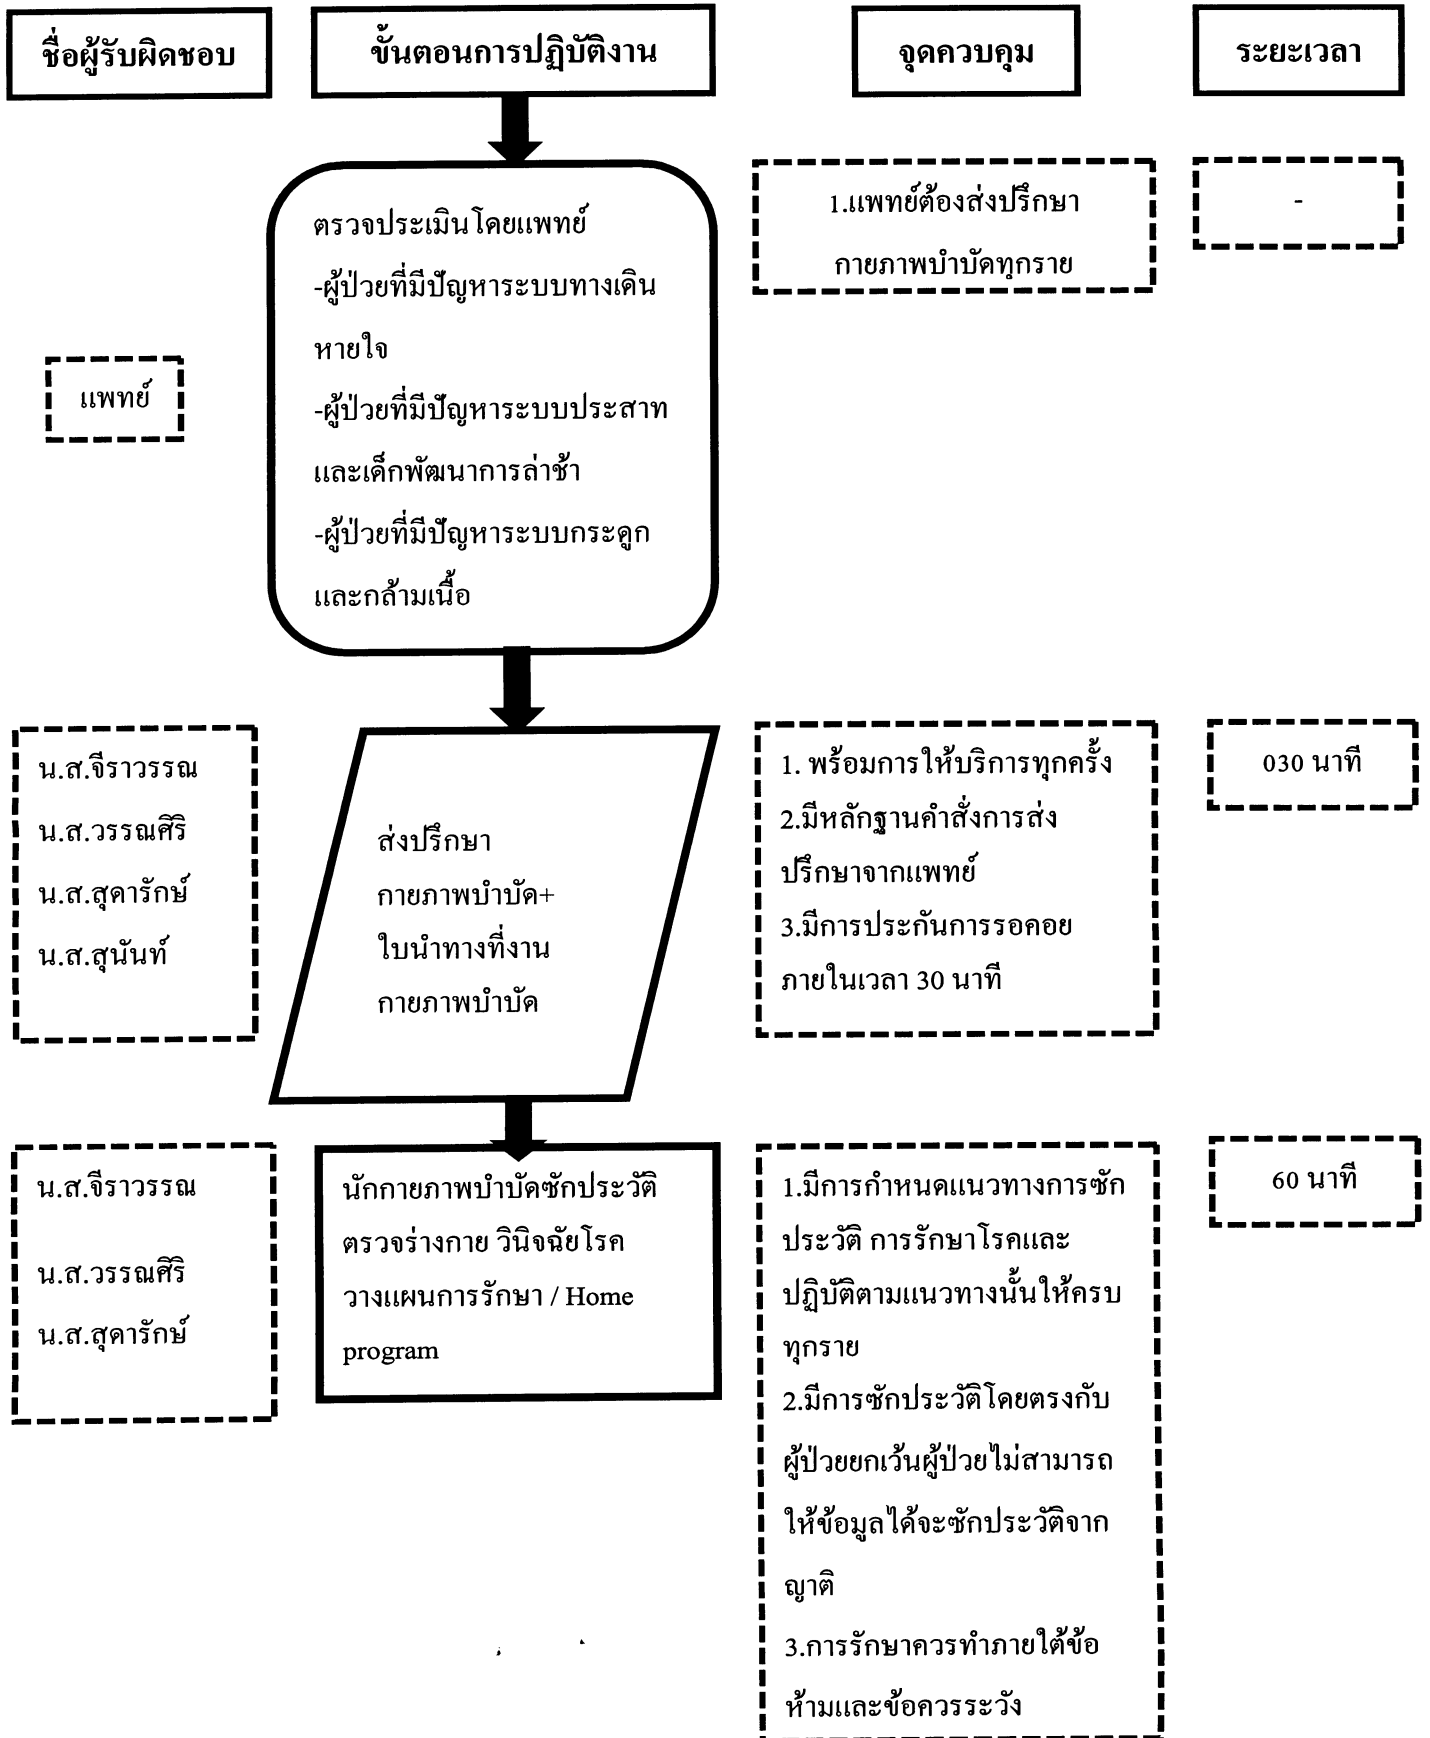 ชื่อผู้รับผิดชอบ
ขั้นตอนการปฏิบัติงาน
จุดควบคุม
ระยะเวลา
แพทย์
ตรวจประเมินโดยแพทย์
-ผู้ป่วยที่มีปัญหาระบบทางเดิน
หายใจ
-ผู้ป่วยที่มีปัญหาระบบประสาท
และเด็กพัฒนาการล่าช้า
-ผู้ป่วยที่มีปัญหาระบบกระดูก
และกล้ามเนื้อ
1.แพทย์ต้องส่งปรึกษา
กายภาพบำบัดทุกราย
-
น.ส.จีราวรรณ
น.ส.วรรณศิริ
น.ส.สุดารักษ์
น.ส.สุนันท์
ส่งปรึกษา
กายภาพบำบัด+
ใบนำทางที่งาน
กายภาพบำบัด
1. พร้อมการให้บริการทุกครั้ง
2.มีหลักฐานคำสั่งการส่ง
ปรึกษาจากแพทย์
3.มีการประกันการรอคอย
ภายในเวลา 30 นาที
030 นาที
น.ส.จีราวรรณ
น.ส.วรรณศิริ
น.ส.สุดารักษ์
นักกายภาพบำบัดซักประวัติ
ตรวจร่างกาย วินิจฉัยโรค
วางแผนการรักษา / Home
program
1.มีการกำหนดแนวทางการซัก
ประวัติ การรักษาโรคและ
ปฏิบัติตามแนวทางนั้นให้ครบ
ทุกราย
2.มีการซักประวัติโดยตรงกับ
ผู้ป่วยยกเว้นผู้ป่วยไม่สามารถ
ให้ข้อมูลได้จะซักประวัติจาก
ญาติ
3.การรักษาควรทำภายใต้ข้อ
ห้ามและข้อควรระวัง
60 นาที